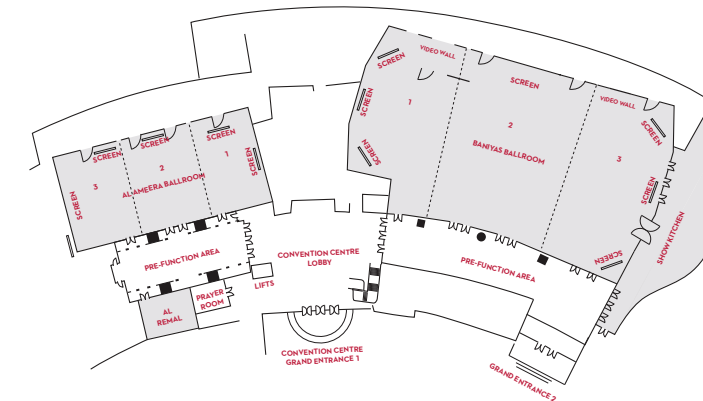 VIDEO WALL
SCREEN
SCREEN
SCREEN
1
SCREEN
2
BANIYAS BALLROOM
VIDEO WALL
SCREEN
3
SCREEN
SCREEN
SHOW KITCHEN
SCREEN
SCREEN
SCREEN
SCREEN
SCREEN
3
2
1
AL AMEERA BALLROOM
PRE-FUNCTION AREA
CONVENTION CENTRE
LOBBY
PRE-FUNCTION AREA
LIFTS
PRAYER
ROOM
AL
REMAL
CONVENTION CENTRE
GRAND ENTRANCE 1
GRAND ENTRANCE 2